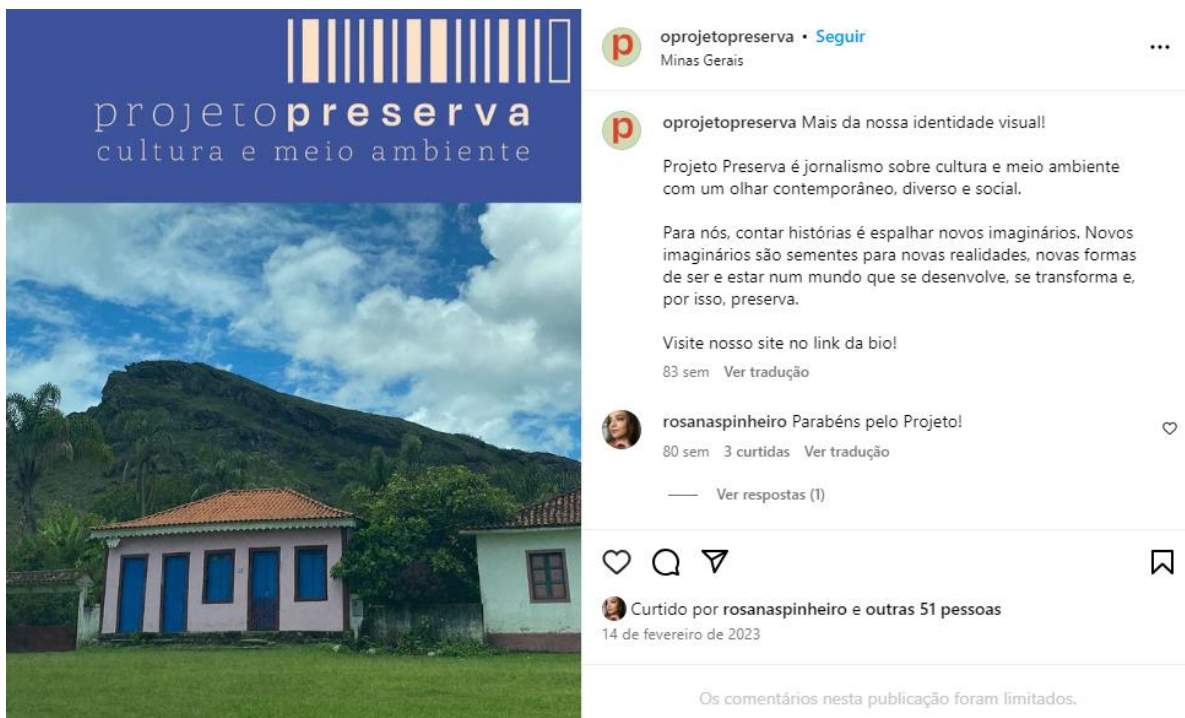 projetopreserva
cultura e meio ambiente
p
oprojetopreserva • Seguir
Minas Gerais
p
oprojetopreserva Mais da nossa identidade visual!
Projeto Preserva é jornalismo sobre cultura e meio ambiente
com um olhar contemporâneo, diverso e social.
Para nós, contar histórias é espalhar novos imaginários. Novos
imaginários são sementes para novas realidades, novas formas
de ser e estar num mundo que se desenvolve, se transforma e,
por isso, preserva.
Visite nosso site no link da bio!
83 sem Ver tradução
rosanaspinheiro Parabéns pelo Projeto!
80 sem 3 curtidas Ver tradução
Ver respostas (1)
Curtido por rosanaspinheiro e outras 51 pessoas
14 de fevereiro de 2023
Os comentários nesta publicação foram limitados.